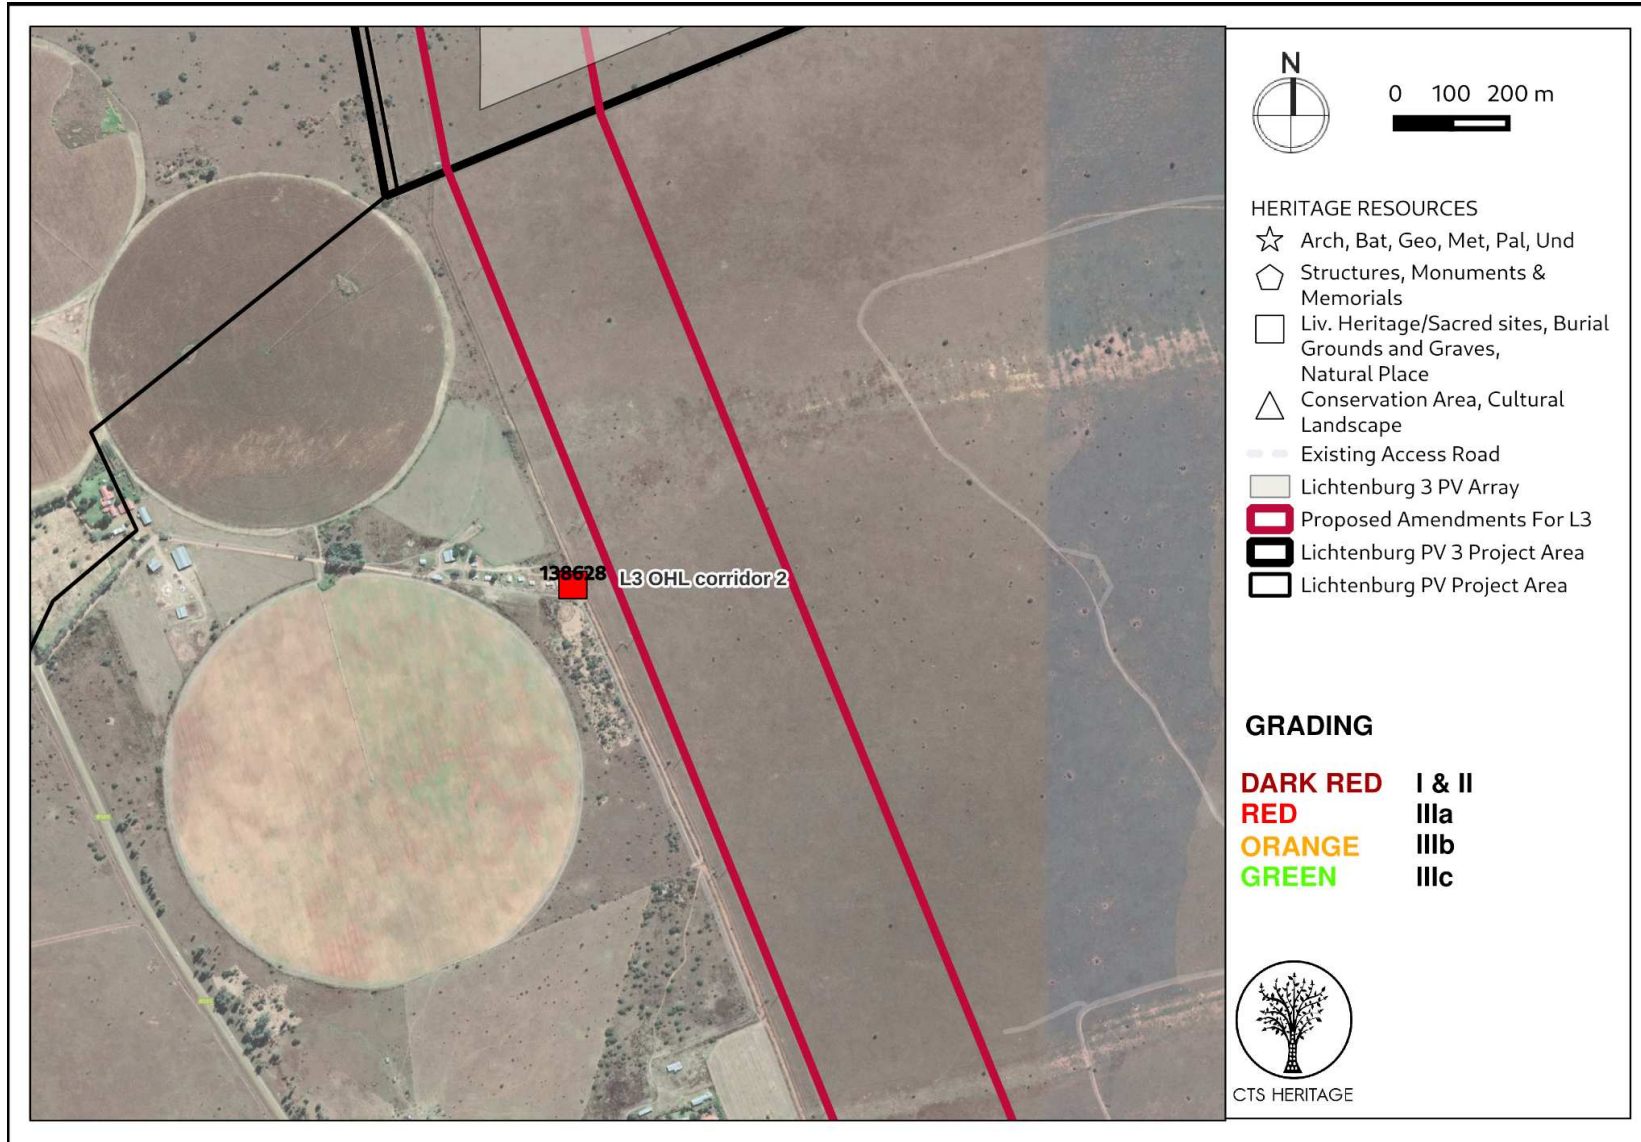 138628
L3 OHL corridor 2
N
0 100 200 m
HERITAGE RESOURCES
Arch, Bat, Geo, Met, Pal, Und
Structures, Monuments &
Memorials
Liv. Heritage/Sacred sites, Burial
Grounds and Graves,
Natural Place
Conservation Area, Cultural
Landscape
Existing Access Road
Lichtenburg 3 PV Array
Proposed Amendments For L3
Lichtenburg PV 3 Project Area
Lichtenburg PV Project Area
GRADING
DARK RED I & II
RED IIIa
ORANGE IIIb
GREEN IIIc
CTS HERITAGE